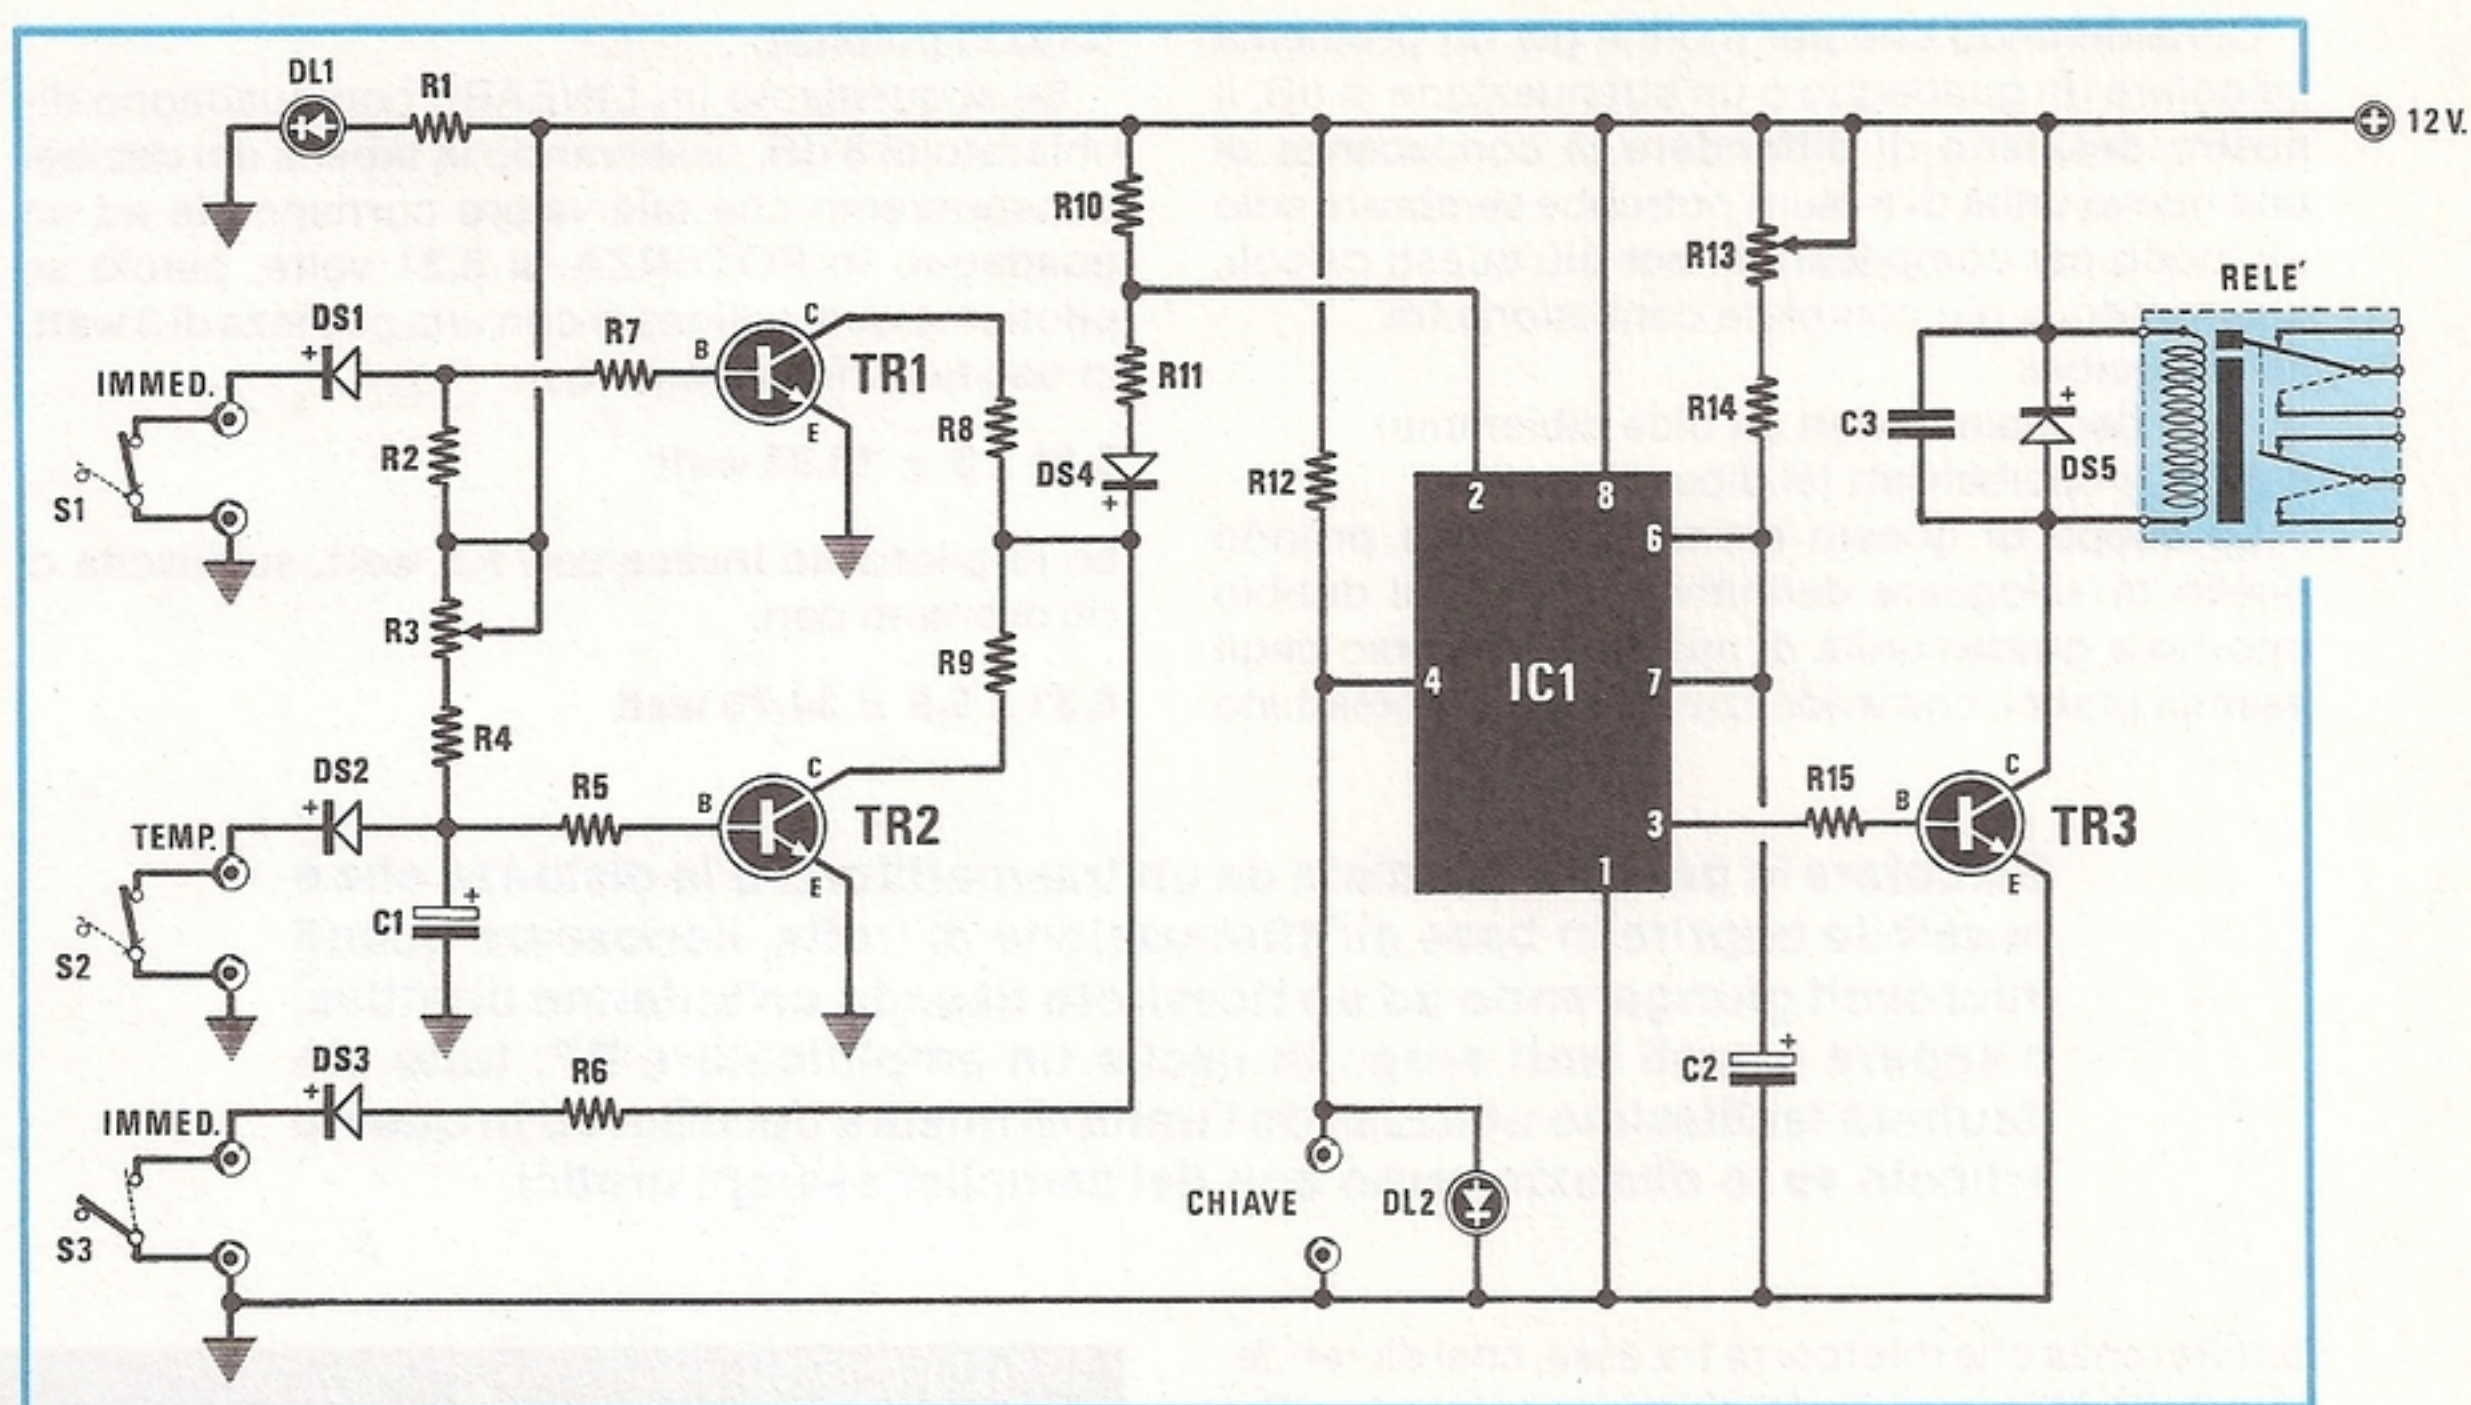 DL1
R1
12 V.
R10
R13
RELÉ
DS1
R7
C
B
TR1
R11
IMMED.
E
R8
R14
C3
R2
DS4
+
R12
DS5
S1
2
8
6
R3
R9
4
IC1
7
R4
DS2
R5
C
B
TR2
3
R15
C
B
TR3
TEMP.
E
1
E
C1
+
S2
DS3
R6
C2
+
IMMED.
CHIAVE
DL2
S3